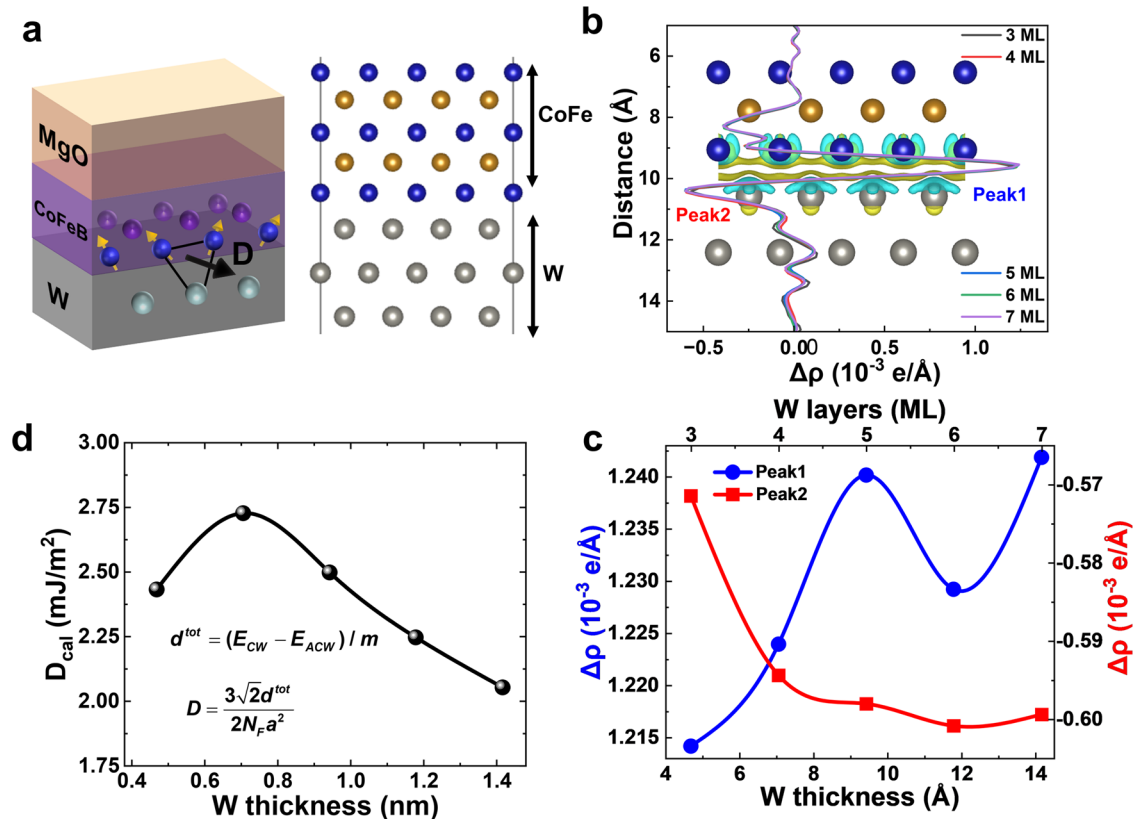 a
MgO
CoFeB
W
D
CoFe
W
b
3 ML
4 ML
Peak1
Peak2
5 ML
6 ML
7 ML
6
8
10
12
14
Distance (Å)
−0.5
0.00
0
0.5
1.0
Δρ (10⁻³ e/Å)
d
3.00
2.75
2.50
2.25
2.00
1.75
D_cal (mJ/m²)
d^tot = (E_CW − E_ACW) / m
D = 3√2d^tot / 2N_F a²
0.4 0.6 0.8 1.0 1.2 1.4
W thickness (nm)
W layers (ML)
3 4 5 6 7
c
Peak1
Peak2
1.240
1.235
1.230
1.225
1.220
1.215
Δρ (10⁻³ e/Å)
-0.57
-0.58
-0.59
-0.60
Δρ (10⁻³ e/Å)
4 6 8 10 12 14
W thickness (Å)